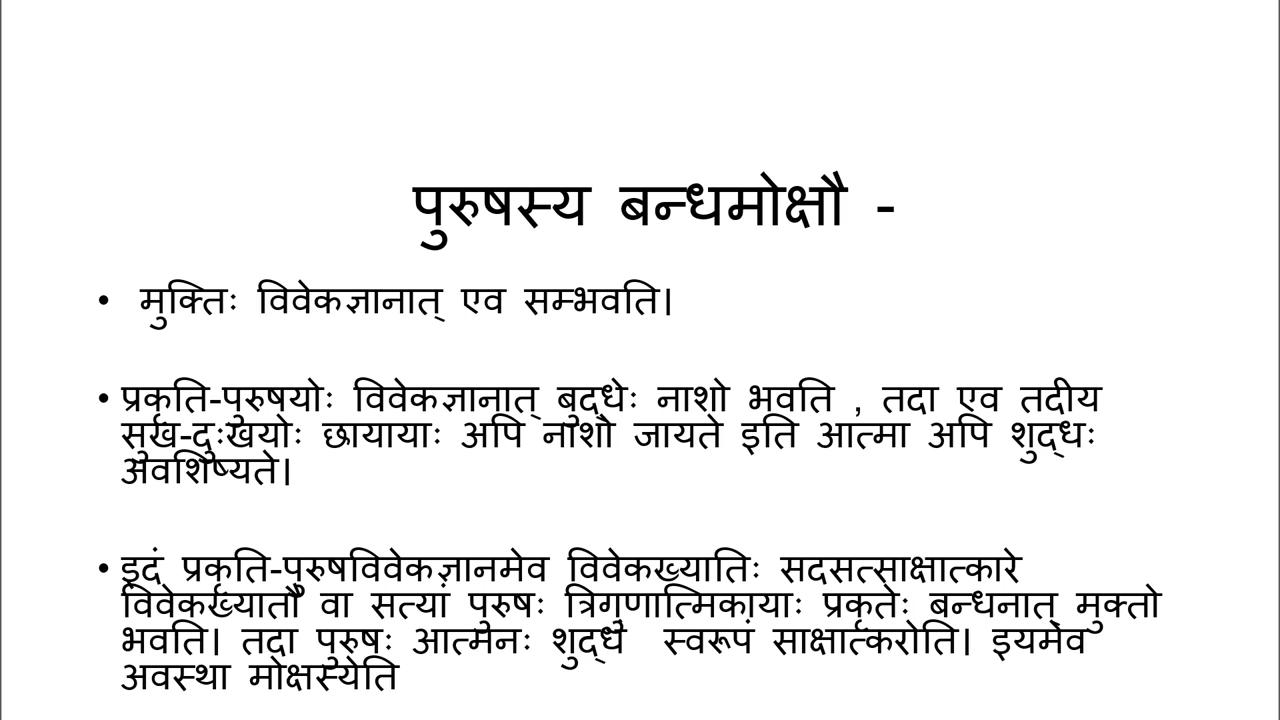 पुरुषस्य बन्धमोक्षौ -
• मुक्तिः विवेकज्ञानात् एव सम्भवति।
• प्रकृति-पुरुषयोः विवेकज्ञानात् बुद्धेः नाशो भवति , तदा एव तदीय
सुख-दुःखयोः छायायाः अपि नाशो जायते इति आत्मा अपि शुद्धः
अवशिष्यते।
• इदं प्रकृति-पुरुषविवेकज्ञानमेव विवेकख्यातिः सदसत्साक्षात्कारे
विवेकख्यातौ वा सत्यां पुरुषः त्रिगुणात्मिकायाः प्रकृतेः बन्धनात् मुक्तो
भवति। तदा पुरुषः आत्मनः शुद्धं स्वरूपं साक्षात्करोति। इयमेव
अवस्था मोक्षस्येति